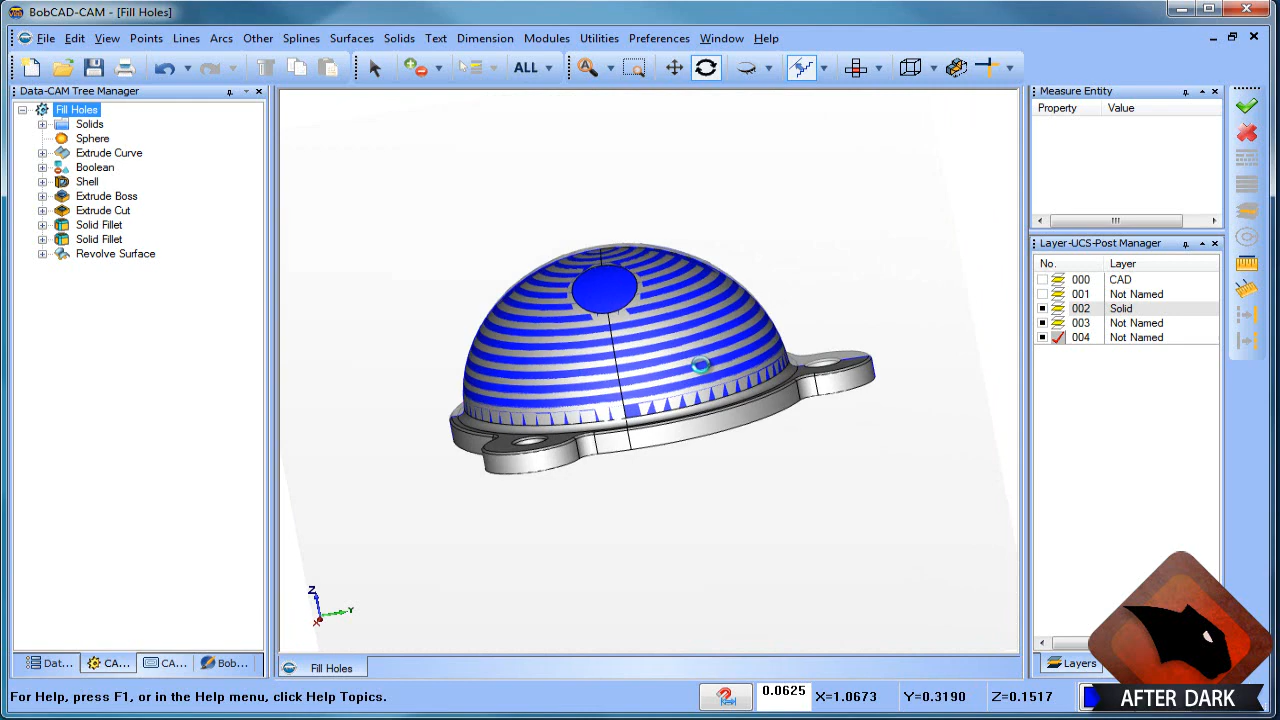 BobCAD-CAM - [Fill Holes]
File Edit View Points Lines Arcs Other Splines Surfaces Solids Text Dimension Modules Utilities Preferences Window Help
ALL
Data-CAM Tree Manager
Fill Holes
Solids
Sphere
Extrude Curve
Boolean
Shell
Extrude Boss
Extrude Cut
Solid Fillet
Solid Fillet
Revolve Surface
Dat... CA... CA... Bob...
Z
Y
X
Fill Holes
Measure Entity
Property Value
Layer-UCS-Post Manager
No. Layer
000 CAD
001 Not Named
002 Solid
003 Not Named
004 Not Named
Layers
For Help, press F1, or in the Help menu, click Help Topics.
0.0625 X=1.0673 Y=0.3190 Z=0.1517
AFTER DARK